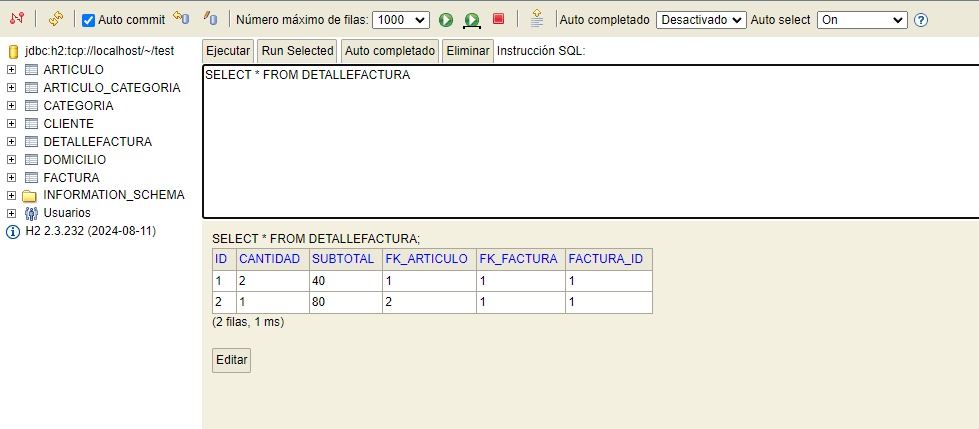 Auto commit Número máximo de filas: 1000 Auto completado Desactivado Auto select On
jdbc:h2:tcp://localhost/~/test
ARTICULO
ARTICULO_CATEGORIA
CATEGORIA
CLIENTE
DETALLEFACTURA
DOMICILIO
FACTURA
INFORMATION_SCHEMA
Usuarios
H2 2.3.232 (2024-08-11)
Ejecutar Run Selected Auto completado Eliminar Instrucción SQL:
SELECT * FROM DETALLEFACTURA
SELECT * FROM DETALLEFACTURA;
ID CANTIDAD SUBTOTAL FK_ARTICULO FK_FACTURA FACTURA_ID
1 2 40 1 1 1
2 1 80 2 1 1
(2 filas, 1 ms)
Editar